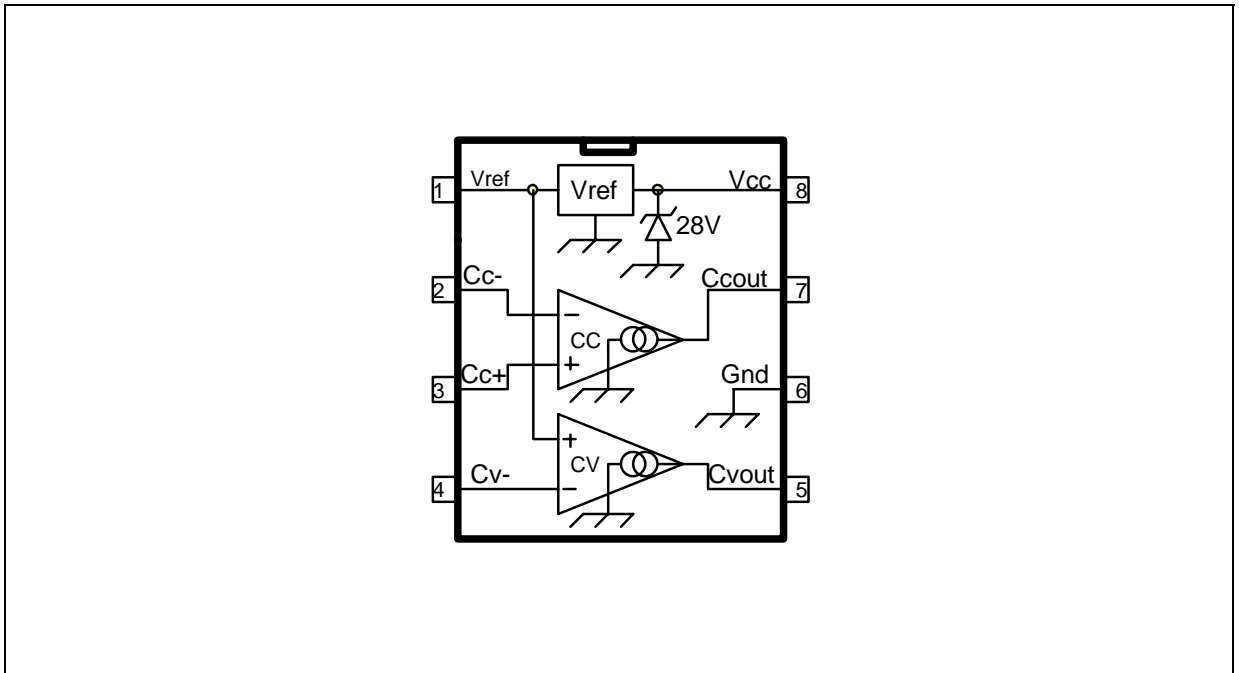 1 Vref Vref Vcc 8
28V
2 Cc- Ccout 7
−
CC
+
3 Cc+ Gnd 6
+
CV
4 Cv- − Cvout 5